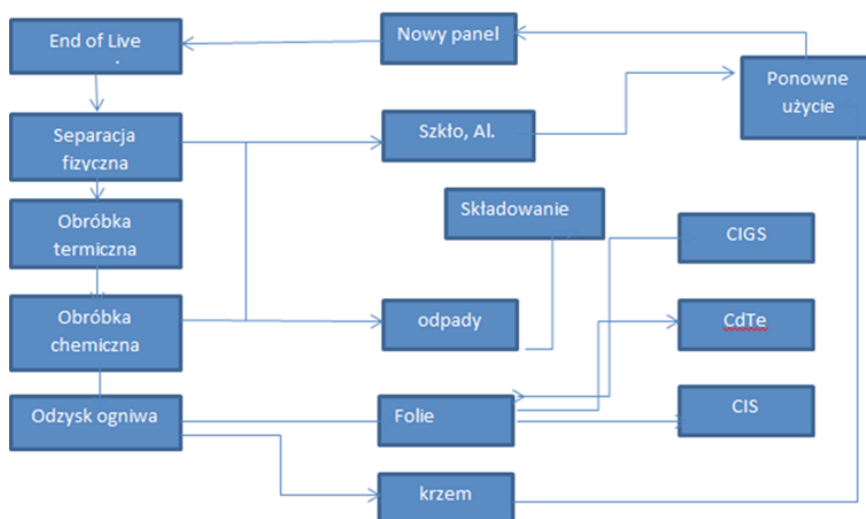 End of Live
.
Nowy panel
Ponowne
użycie
Separacja
fizyczna
Szkło, Al.
Obróbka
termiczna
Składowanie
CIGS
Obróbka
chemiczna
odpady
CdTe
Odzysk ogniwa
Folie
CIS
krzem